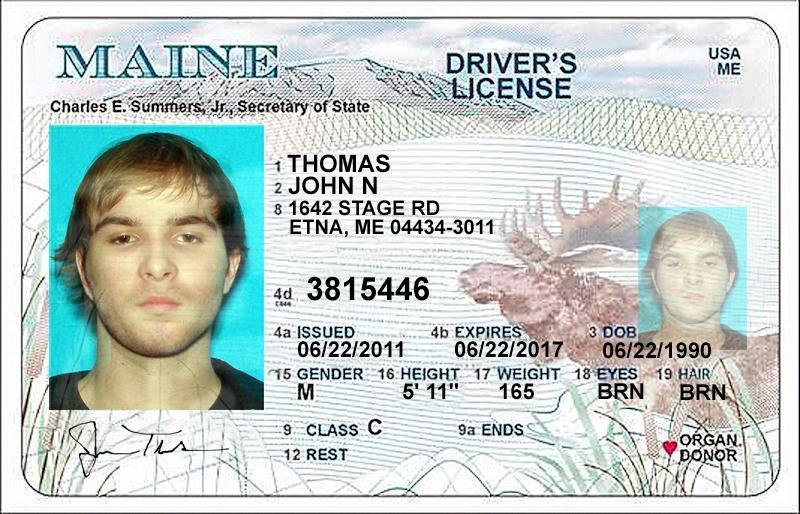 MAINE
DRIVER'S
LICENSE
USA
ME
Charles E. Summers, Jr., Secretary of State
1 THOMAS
2 JOHN N
8 1642 STAGE RD
ETNA, ME 04434-3011
4d 3815446
4a ISSUED 4b EXPIRES 3 DOB
06/22/2011 06/22/2017 06/22/1990
15 GENDER 16 HEIGHT 17 WEIGHT 18 EYES 19 HAIR
M 5' 11" 165 BRN BRN
9 CLASS C 9a ENDS
12 REST
ORGAN
DONOR